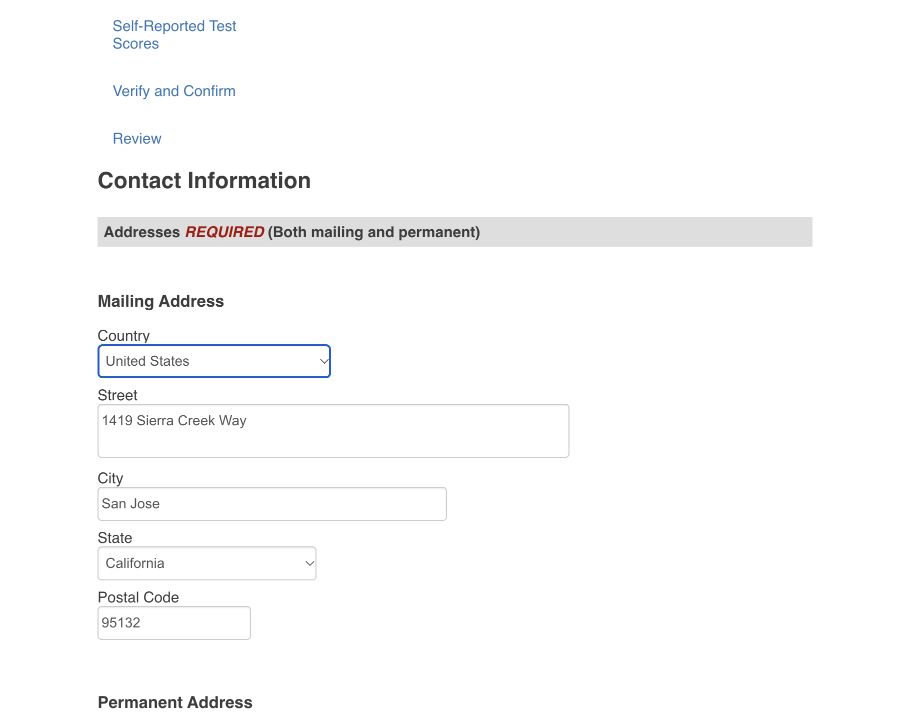 Self-Reported Test
Scores
Verify and Confirm
Review
Contact Information
Addresses REQUIRED (Both mailing and permanent)
Mailing Address
Country
United States
Street
1419 Sierra Creek Way
City
San Jose
State
California
Postal Code
95132
Permanent Address